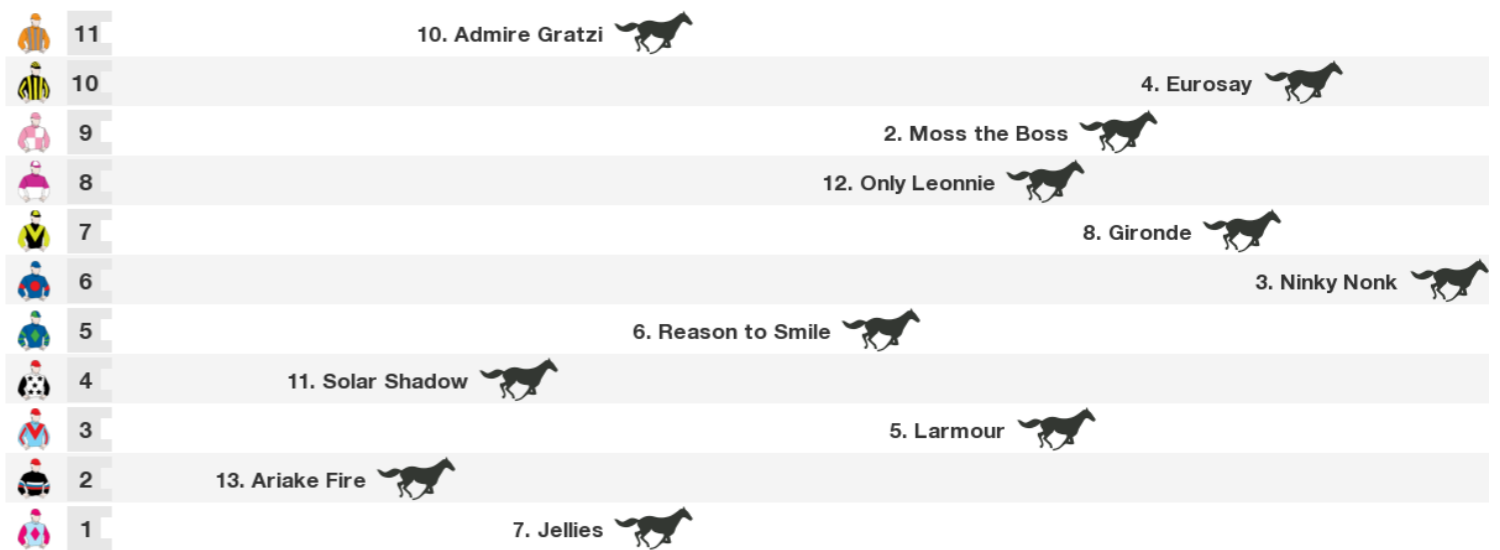 11 10. Admire Gratzi
10 4. Eurosay
9 2. Moss the Boss
8 12. Only Leonnie
7 8. Gironde
6 3. Ninky Nonk
5 6. Reason to Smile
4 11. Solar Shadow
3 5. Larmour
2 13. Ariake Fire
1 7. Jellies